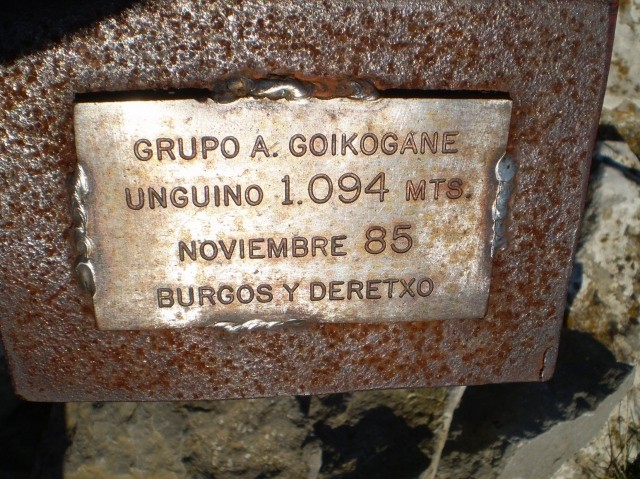 GRUPO A. GOIKOGANE
UNGUINO 1.094 MTS.
NOVIEMBRE 85
BURGOS Y DERETXO